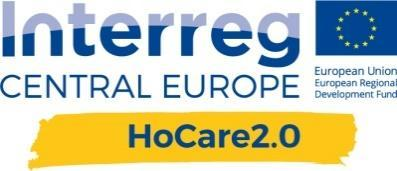 Interreg
CENTRAL EUROPE
European Union
European Regional
Development Fund
HoCare2.0